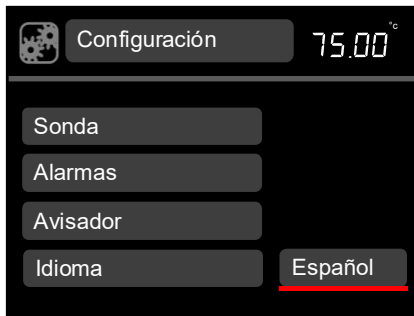 Configuración 75.00 °c
Sonda
Alarmas
Avisador
Idioma Español